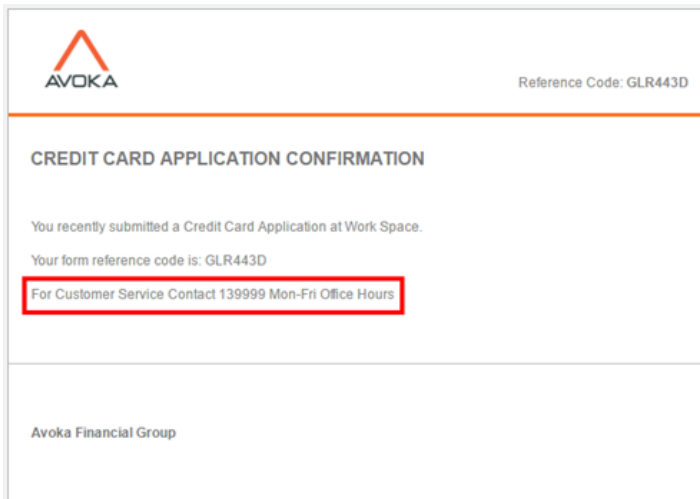 AVOKA
Reference Code: GLR443D
CREDIT CARD APPLICATION CONFIRMATION
You recently submitted a Credit Card Application at Work Space.
Your form reference code is: GLR443D
For Customer Service Contact 139999 Mon-Fri Office Hours
Avoka Financial Group